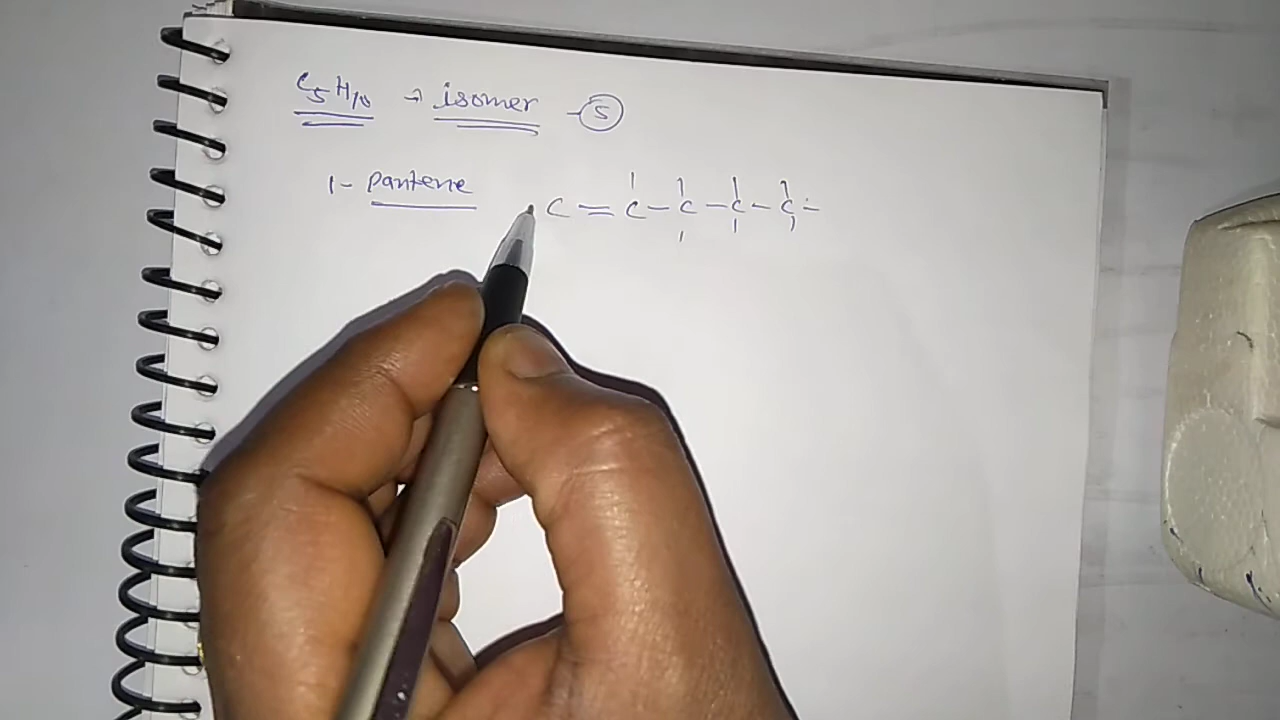 C5H10 → isomer - 5
1- pantene C=C-C-C-C-